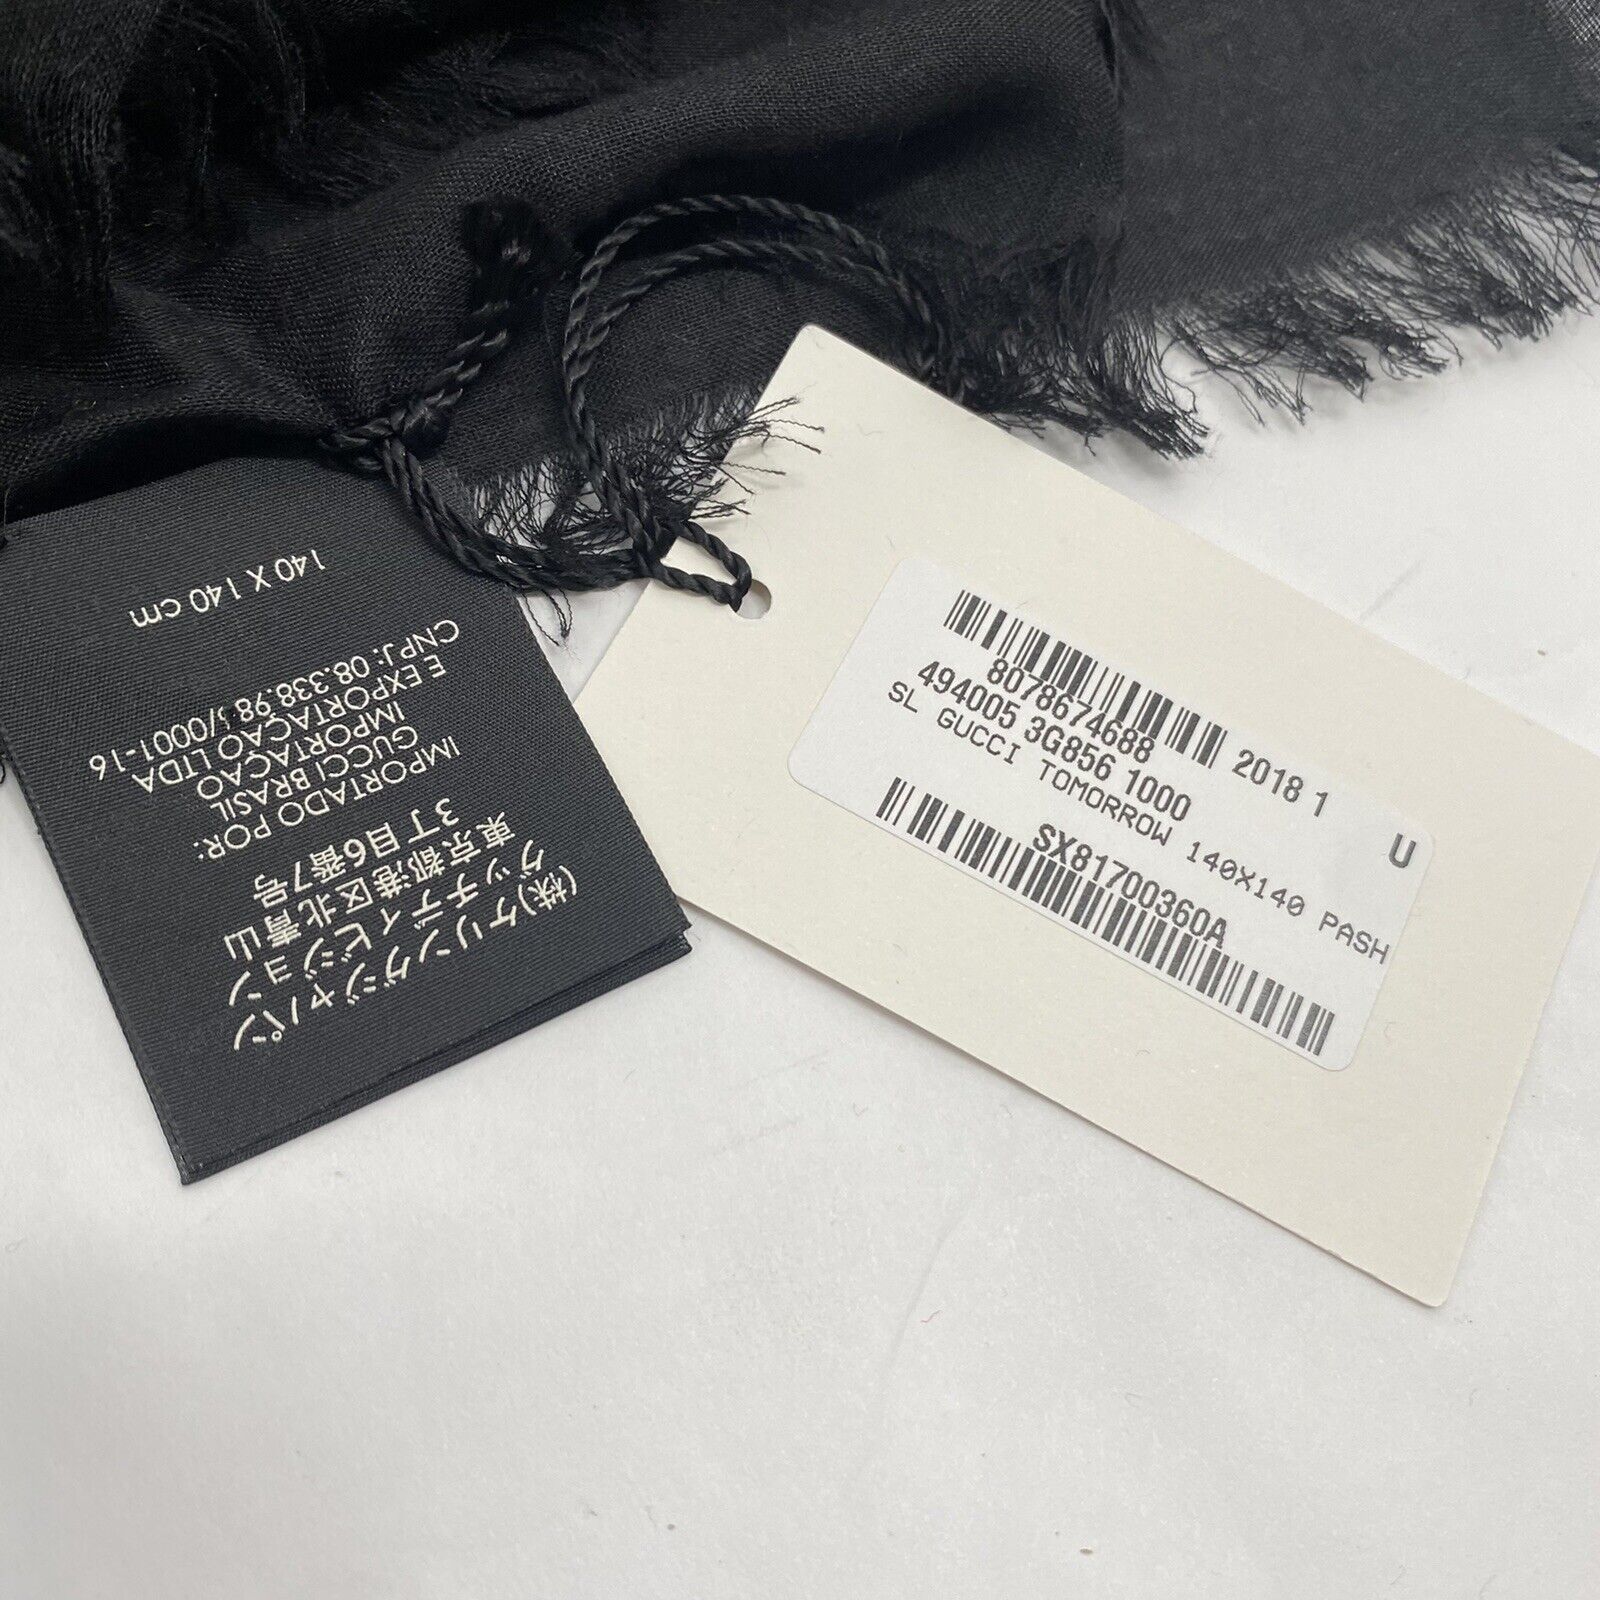 140 X 140 cm
CNPJ: 08.338.98 /0001-16
E EXPORTAÇAO LTDA
IMPORTAÇAO
GUCCI BRASIL
IMPORTADO POR:
3丁目6番7号
東京都港区北青山
グッチディビジョン
(株)ケリングジャパン
8078674688 2018 1
494005 3G856 1000 U
SL GUCCI TOMORROW 140X140 PASH
SX81700360A